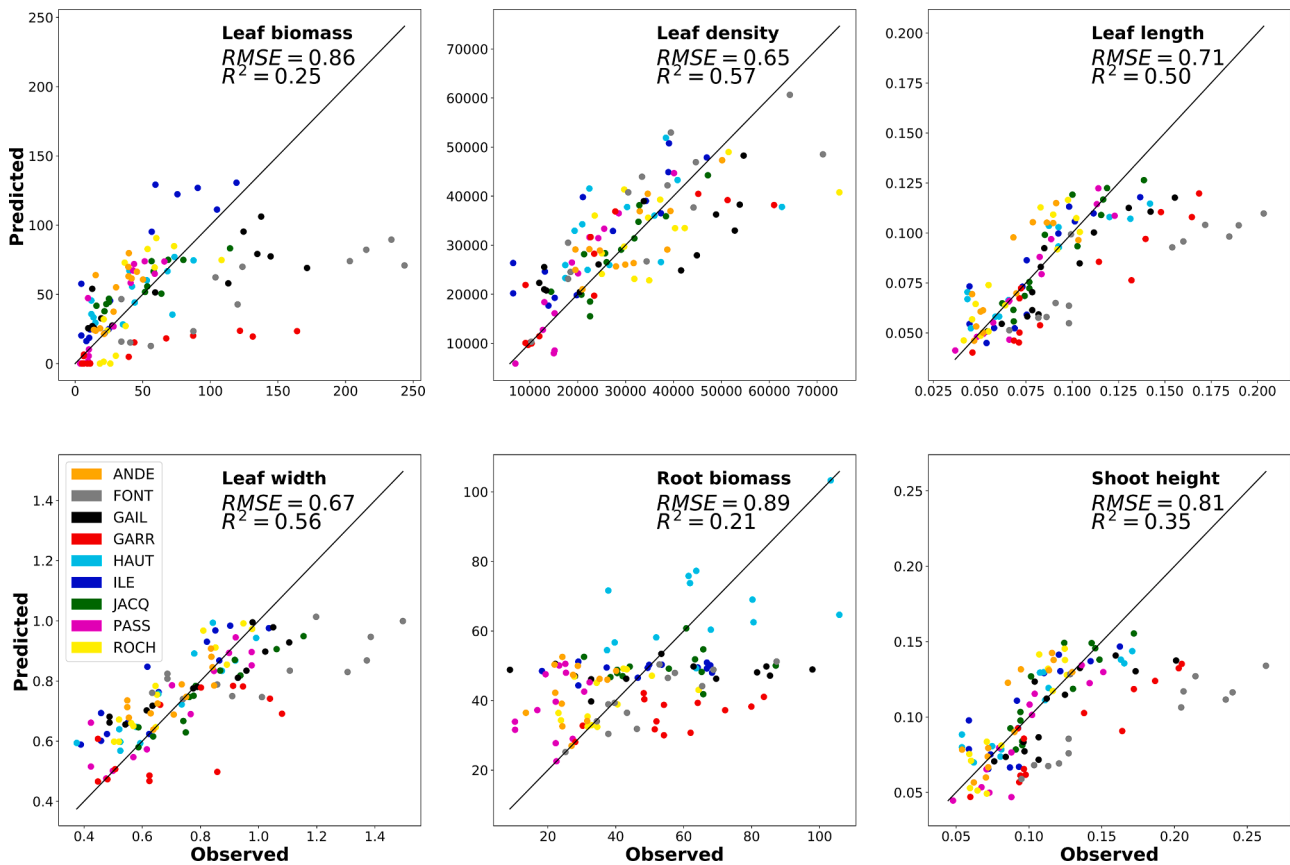 Leaf biomass
RMSE = 0.86
R² = 0.25
250
200
150
100
50
0
0 50 100 150 200 250
Predicted
Leaf density
RMSE = 0.65
R² = 0.57
70000
60000
50000
40000
30000
20000
10000
10000 20000 30000 40000 50000 60000 70000
Leaf length
RMSE = 0.71
R² = 0.50
0.200
0.175
0.150
0.125
0.100
0.075
0.050
0.025 0.050 0.075 0.100 0.125 0.150 0.175 0.200
Leaf width
RMSE = 0.67
R² = 0.56
ANDE
FONT
GAIL
GARR
HAUT
ILE
JACQ
PASS
ROCH
1.4
1.2
1.0
0.8
0.6
0.4
0.4 0.6 0.8 1.0 1.2 1.4
Predicted
Observed
Root biomass
RMSE = 0.89
R² = 0.21
100
80
60
40
20
20 40 60 80 100
Observed
Shoot height
RMSE = 0.81
R² = 0.35
0.25
0.20
0.15
0.10
0.05
0.05 0.10 0.15 0.20 0.25
Observed